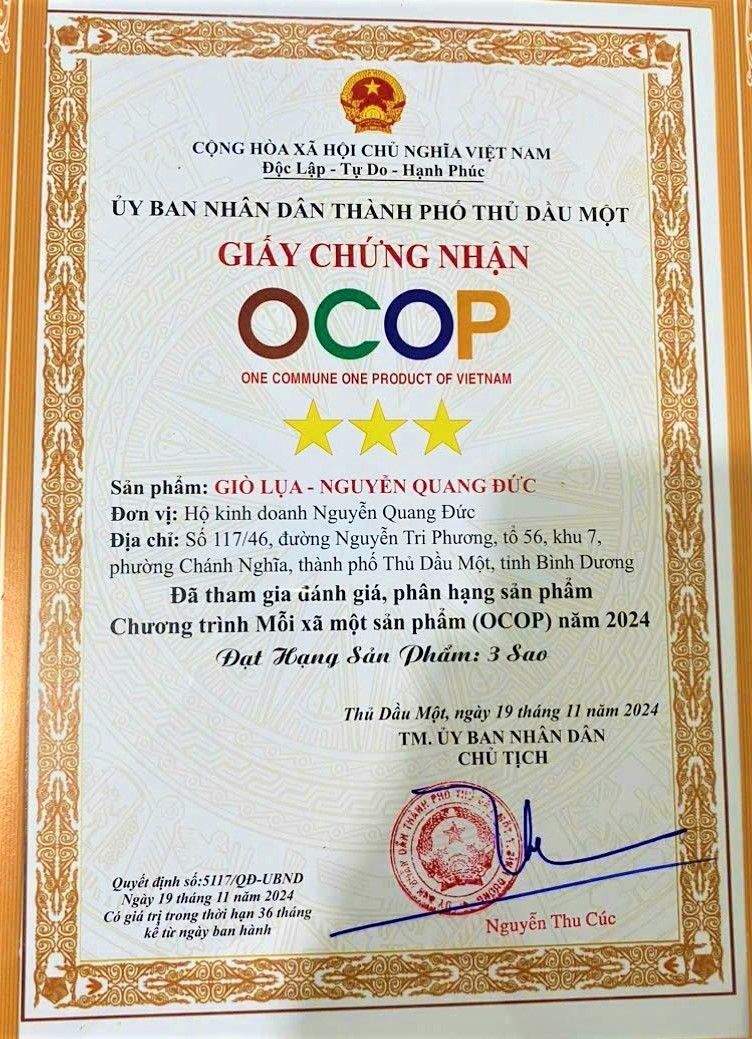 CỘNG HÒA XÃ HỘI CHỦ NGHĨA VIỆT NAM
Độc Lập - Tự Do - Hạnh Phúc
ỦY BAN NHÂN DÂN THÀNH PHỐ THỦ DẦU MỘT
GIẤY CHỨNG NHẬN
OCOP
ONE COMMUNE ONE PRODUCT OF VIETNAM
Sản phẩm: GIÒ LỤA - NGUYỄN QUANG ĐỨC
Đơn vị: Hộ kinh doanh Nguyễn Quang Đức
Địa chỉ: Số 117/46, đường Nguyễn Tri Phương, tổ 56, khu 7,
phường Chánh Nghĩa, thành phố Thủ Dầu Một, tỉnh Bình Dương
Đã tham gia đánh giá, phân hạng sản phẩm
Chương trình Mỗi xã một sản phẩm (OCOP) năm 2024
Đạt Hạng Sản Phẩm: 3 Sao
Thủ Dầu Một, ngày 19 tháng 11 năm 2024
TM. ỦY BAN NHÂN DÂN
CHỦ TỊCH
Quyết định số:5117/QĐ-UBND
Ngày 19 tháng 11 năm 2024
Có giá trị trong thời hạn 36 tháng
kể từ ngày ban hành
Nguyễn Thu Cúc